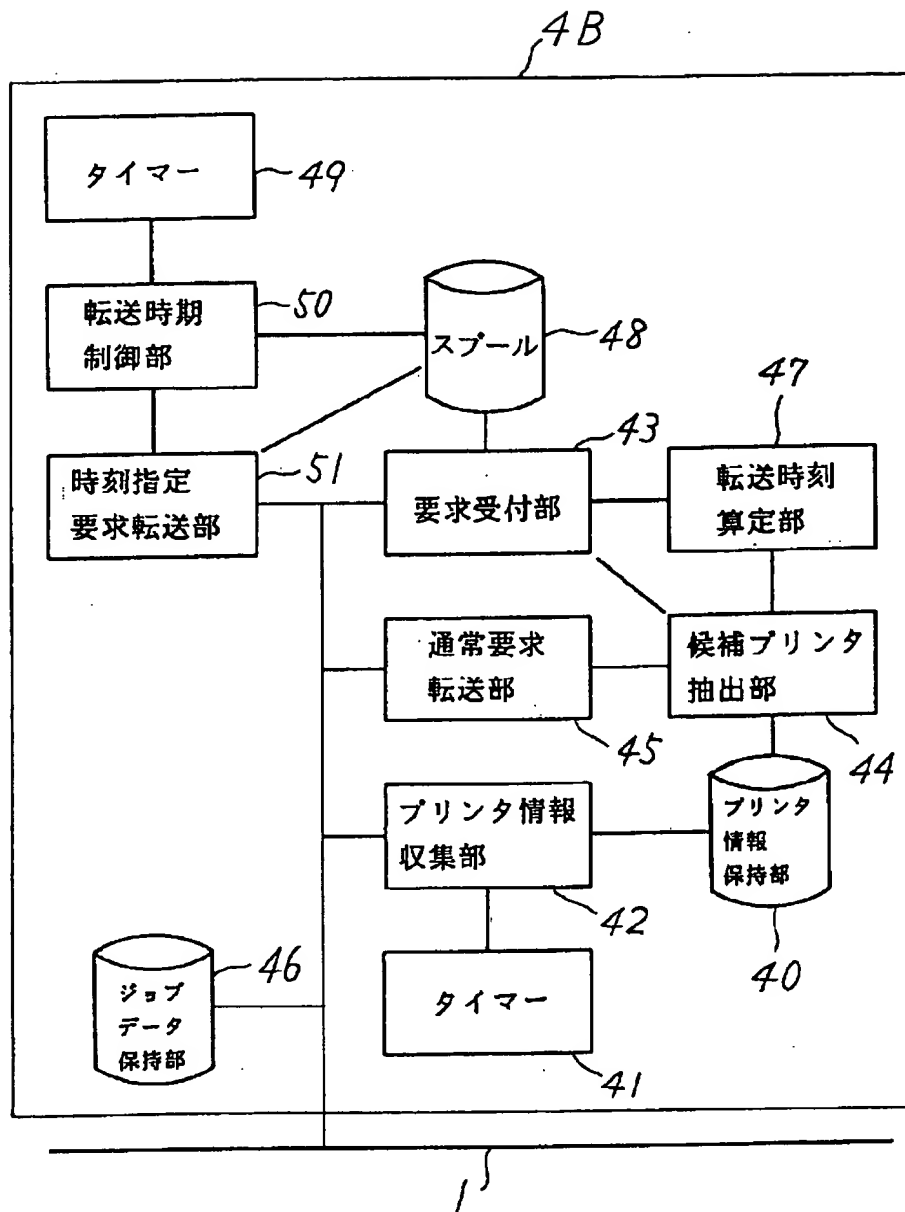 4B
タイマー
49
転送時期
制御部
50
スプール
48
時刻指定
要求転送部
51
要求受付部
43
転送時刻
算定部
47
通常要求
転送部
45
候補プリンタ
抽出部
44
プリンタ情報
収集部
42
プリンタ
情報
保持部
40
ジョブ
データ
保持部
46
タイマー
41
1